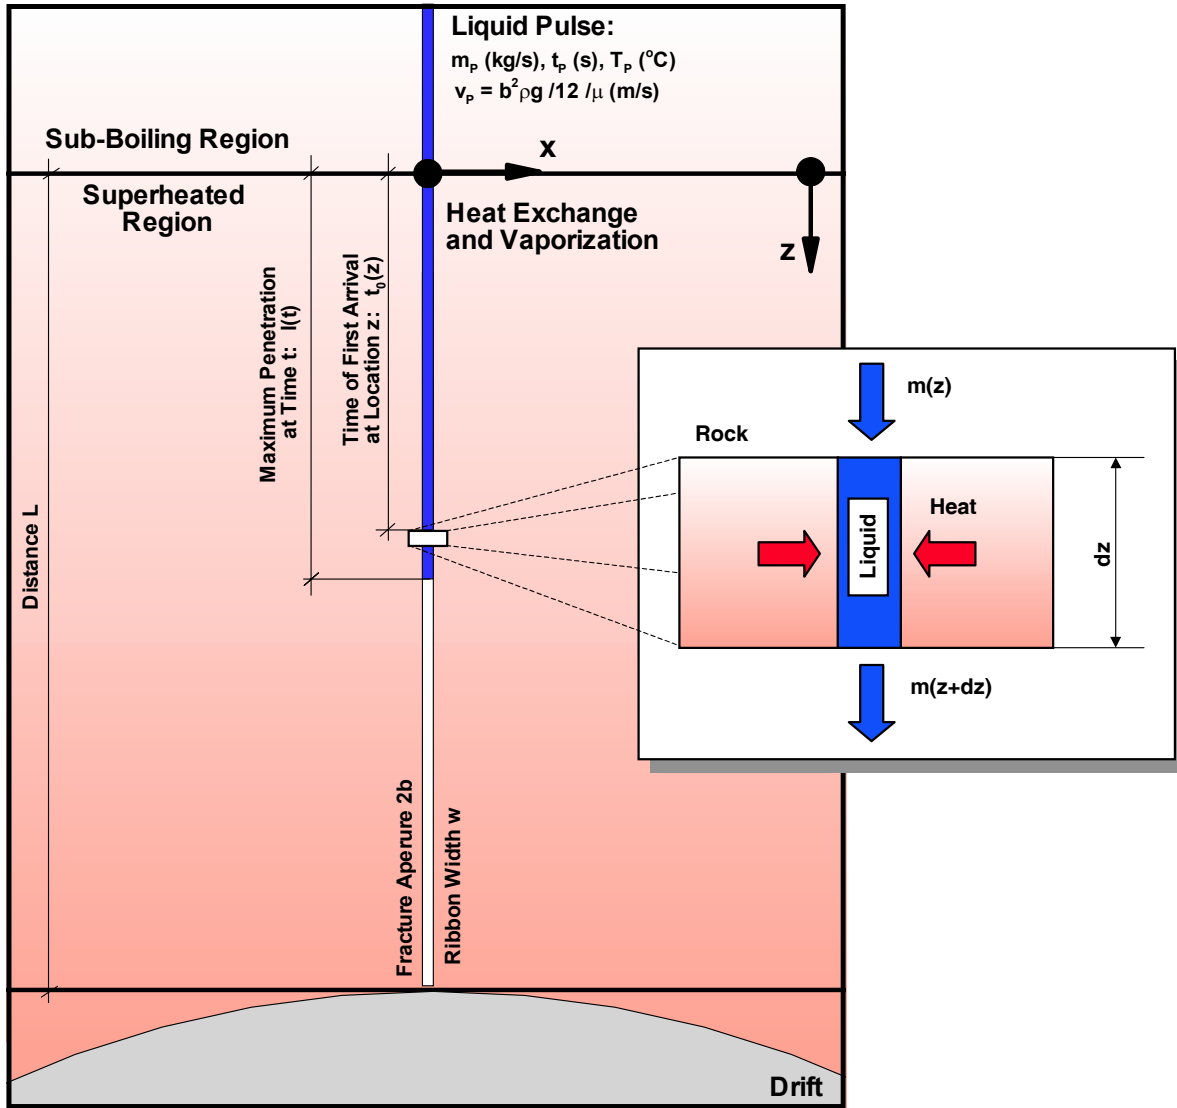 Liquid Pulse:
m_P (kg/s), t_P (s), T_P (°C)
v_P = b²ρg /12 /μ (m/s)
Sub-Boiling Region
x
Superheated
Region
Heat Exchange
and Vaporization
z
Maximum Penetration
at Time t: l(t)
Time of First Arrival
at Location z: t₀(z)
Distance L
m(z)
Rock
Heat
Liquid
dz
m(z+dz)
Fracture Aperure 2b
Ribbon Width w
Drift